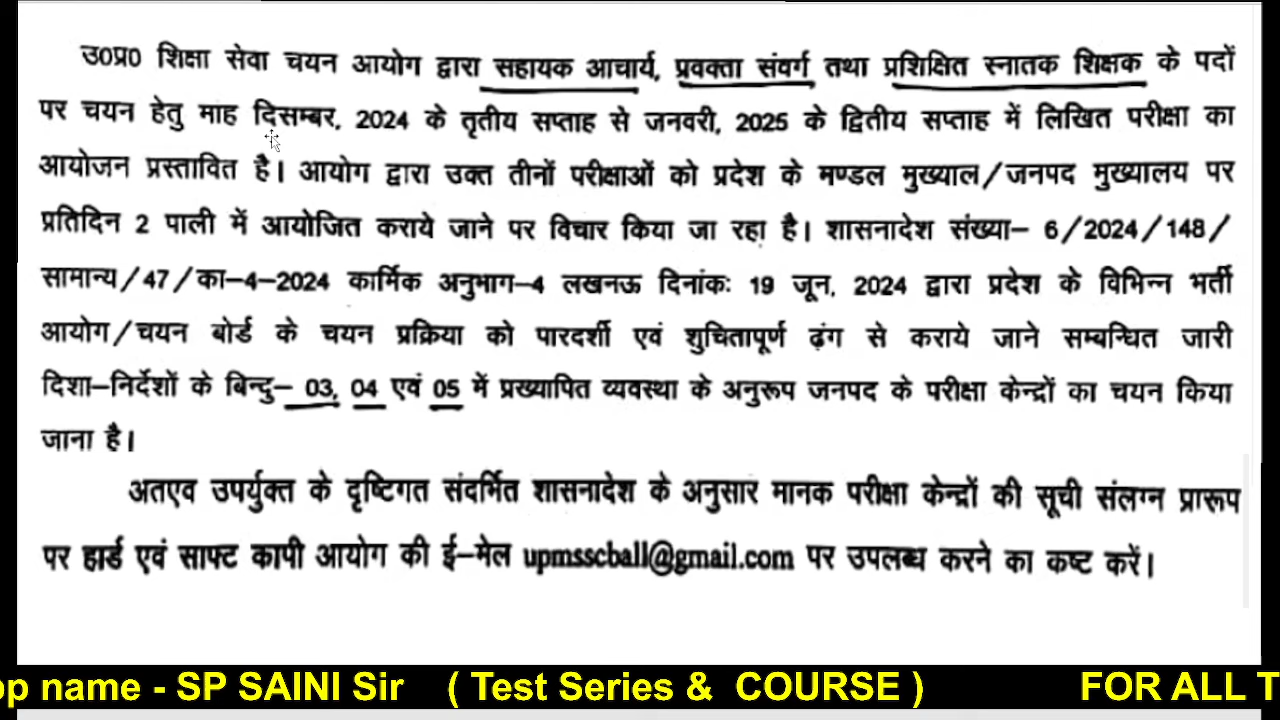 उ0प्र0 शिक्षा सेवा चयन आयोग द्वारा सहायक आचार्य, प्रवक्ता संवर्ग तथा प्रशिक्षित स्नातक शिक्षक के पदों
पर चयन हेतु माह दिसम्बर, 2024 के तृतीय सप्ताह से जनवरी, 2025 के द्वितीय सप्ताह में लिखित परीक्षा का
आयोजन प्रस्तावित है। आयोग द्वारा उक्त तीनों परीक्षाओं को प्रदेश के मण्डल मुख्याल/जनपद मुख्यालय पर
प्रतिदिन 2 पाली में आयोजित कराये जाने पर विचार किया जा रहा है। शासनादेश संख्या– 6/2024/148/
सामान्य/47/का–4–2024 कार्मिक अनुभाग–4 लखनऊ दिनांकः 19 जून, 2024 द्वारा प्रदेश के विभिन्न भर्ती
आयोग/चयन बोर्ड के चयन प्रक्रिया को पारदर्शी एवं शुचितापूर्ण ढ़ंग से कराये जाने सम्बन्धित जारी
दिशा–निर्देशों के बिन्दु– 03, 04 एवं 05 में प्रख्यापित व्यवस्था के अनुरूप जनपद के परीक्षा केन्द्रों का चयन किया
जाना है।
अतएव उपर्युक्त के दृष्टिगत संदर्भित शासनादेश के अनुसार मानक परीक्षा केन्द्रों की सूची संलग्न प्रारूप
पर हार्ड एवं साफ्ट कापी आयोग की ई–मेल upmsscball@gmail.com पर उपलब्ध करने का कष्ट करें।
pp name - SP SAINI Sir ( Test Series & COURSE ) FOR ALL T